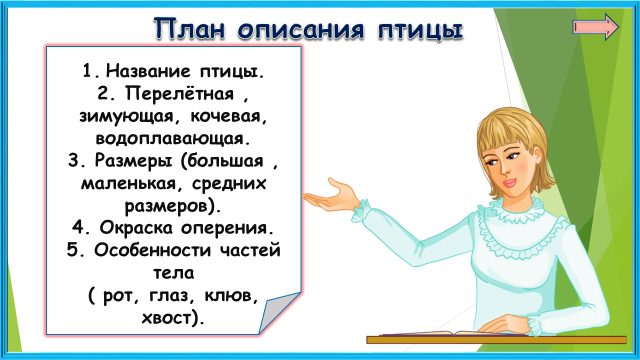 План описания птицы
1. Название птицы.
2. Перелётная ,
зимующая, кочевая,
водоплавающая.
3. Размеры (большая ,
маленькая, средних
размеров).
4. Окраска оперения.
5. Особенности частей
тела
( рот, глаз, клюв,
хвост).